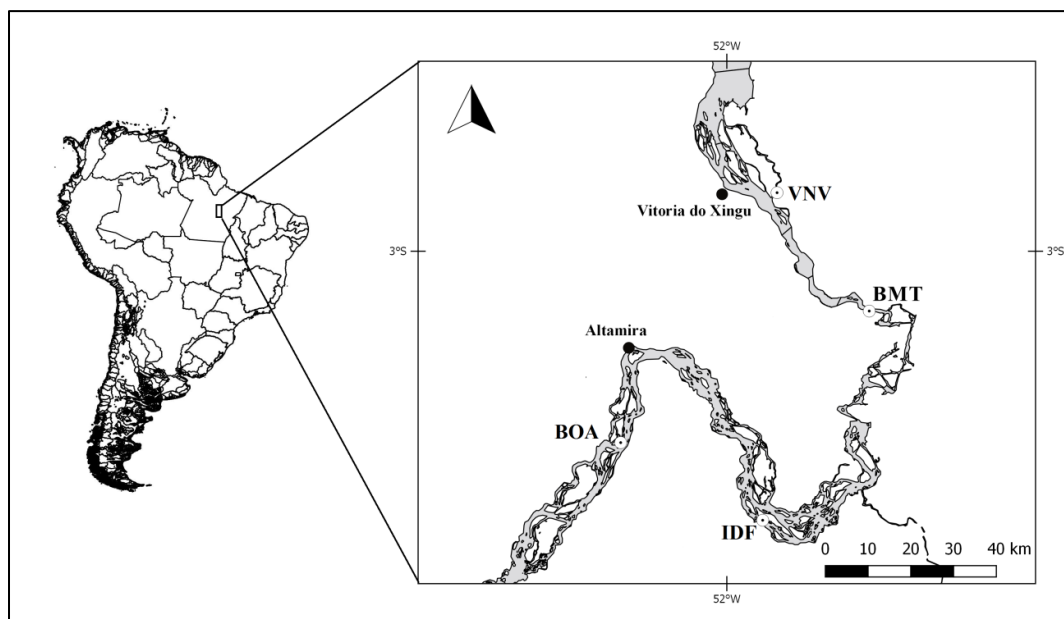 52°W
VNV
Vitoria do Xingu
3°S
3°S
BMT
Altamira
BOA
IDF
0 10 20 30 40 km
52°W